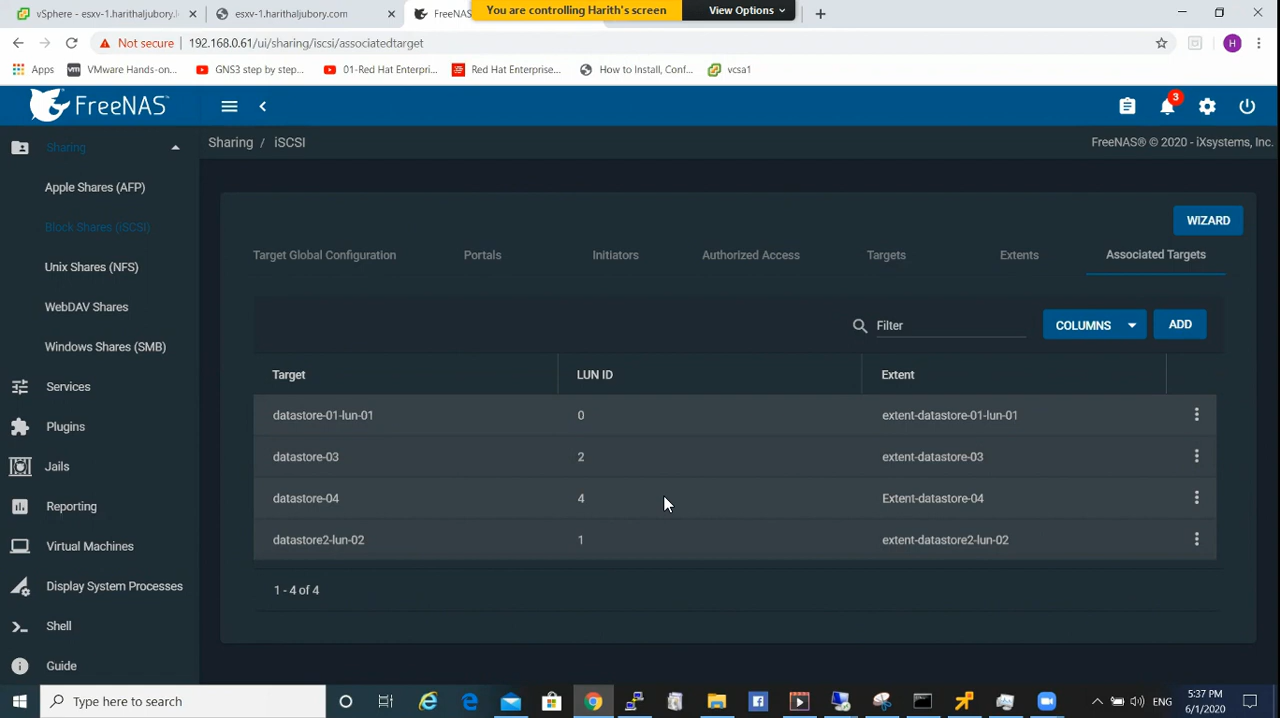 vSphere - esxv-1.harithaljubory.l
esxv-1.harithaljubory.com
FreeNAS
You are controlling Harith's screen
View Options
Not secure
192.168.0.61/ui/sharing/iscsi/associatedtarget
H
Apps
VMware Hands-on...
GNS3 step by step...
01-Red Hat Enterpri...
Red Hat Enterprise...
How to Install, Conf...
vcsa1
FreeNAS
3
Sharing
Sharing / iSCSI
FreeNAS® © 2020 - iXsystems, Inc.
Apple Shares (AFP)
Block Shares (iSCSI)
Unix Shares (NFS)
WebDAV Shares
Windows Shares (SMB)
Services
Plugins
Jails
Reporting
Virtual Machines
Display System Processes
Shell
Guide
WIZARD
Target Global Configuration
Portals
Initiators
Authorized Access
Targets
Extents
Associated Targets
Filter
COLUMNS
ADD
Target LUN ID Extent
datastore-01-lun-01 0 extent-datastore-01-lun-01
datastore-03 2 extent-datastore-03
datastore-04 4 Extent-datastore-04
datastore2-lun-02 1 extent-datastore2-lun-02
1 - 4 of 4
Type here to search
ENG
5:37 PM
6/1/2020